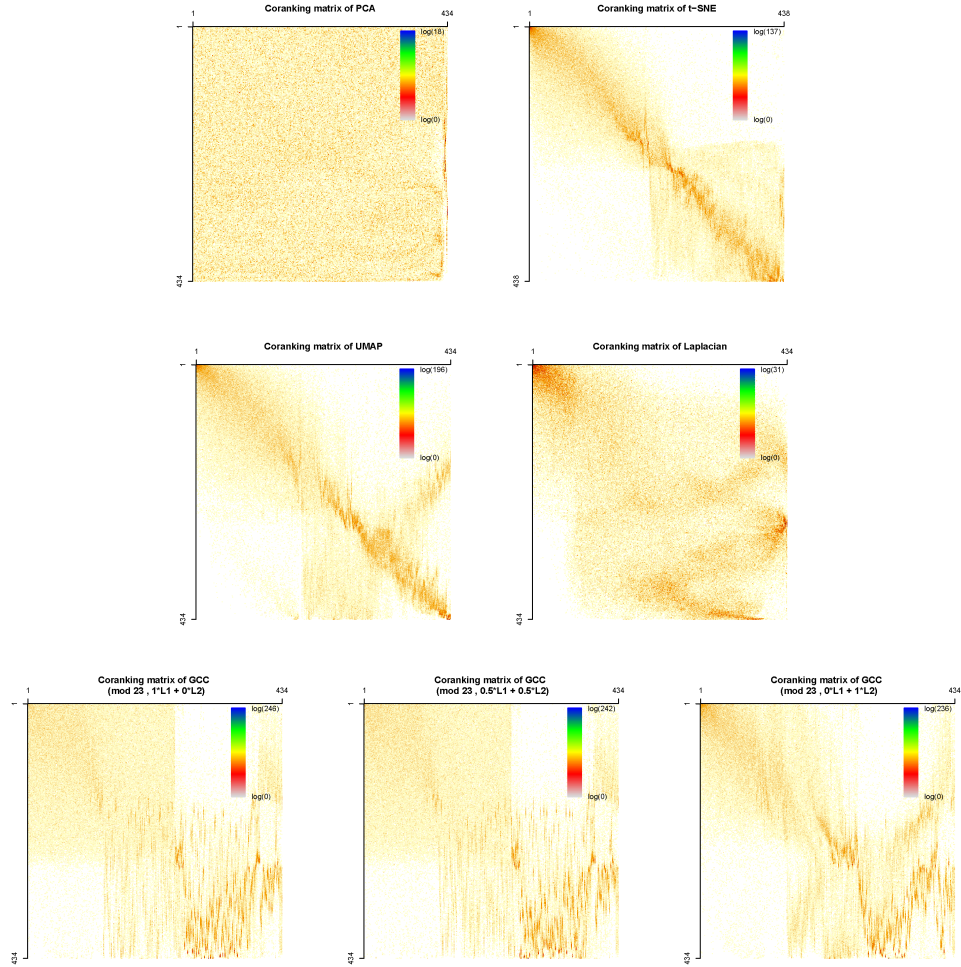 Coranking matrix of PCA
1
434
log(18)
log(0)
434
Coranking matrix of t−SNE
1
438
log(137)
log(0)
438
Coranking matrix of UMAP
1
434
log(196)
log(0)
434
Coranking matrix of Laplacian
1
434
log(31)
log(0)
434
Coranking matrix of GCC
(mod 23 , 1*L1 + 0*L2)
1
434
1
log(246)
log(0)
434
Coranking matrix of GCC
(mod 23 , 0.5*L1 + 0.5*L2)
1
434
1
log(242)
log(0)
434
Coranking matrix of GCC
(mod 23 , 0*L1 + 1*L2)
1
434
1
log(236)
log(0)
434